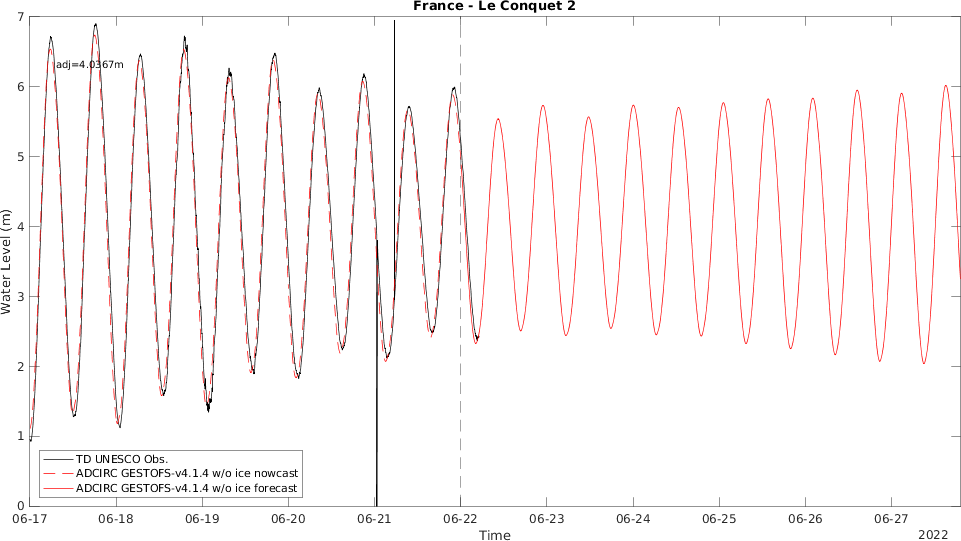 France - Le Conquet 2
7
adj=4.0367m
6
5
4
3
2
1
0
Water Level (m)
TD UNESCO Obs.
ADCIRC GESTOFS-v4.1.4 w/o ice nowcast
ADCIRC GESTOFS-v4.1.4 w/o ice forecast
06-17 06-18 06-19 06-20 06-21 06-22 06-23 06-24 06-25 06-26 06-27
Time
2022